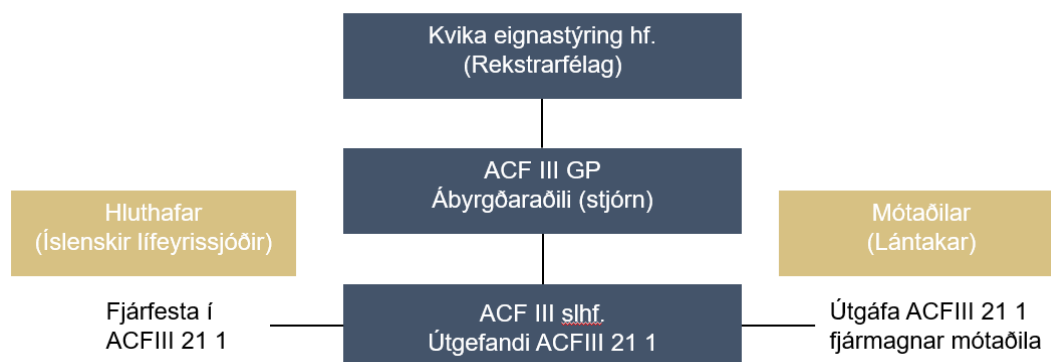 Kvika eignastýring hf.
(Rekstrarfélag)
ACF III GP
Ábyrgðaraðili (stjórn)
Hluthafar
(Íslenskir lífeyrissjóðir)
Mótaðilar
(Lántakar)
Fjárfesta í
ACFIII 21 1
ACF III slhf.
Útgefandi ACFIII 21 1
Útgáfa ACFIII 21 1
fjármagnar mótaðila